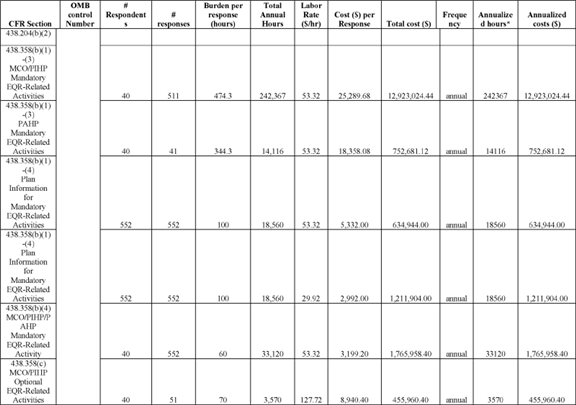 CFR Section | OMB control Number | # Respondent s | # responses | Burden per response (hours) | Total Annual Hours | Labor Rate ($/hr) | Cost ($) per Response | Total cost ($) | Freque ncy | Annualize d hours* | Annualized costs ($)
438.204(b)(2)
438.358(b)(1) -(3) MCO/PIHP Mandatory EQR-Related Activities | 40 | 511 | 474.3 | 242,367 | 53.32 | 25,289.68 | 12,923,024.44 | annual | 242367 | 12,923,024.44
438.358(b)(1) -(3) PAHP Mandatory EQR-Related Activities | 40 | 41 | 344.3 | 14,116 | 53.32 | 18,358.08 | 752,681.12 | annual | 14116 | 752,681.12
438.358(b)(1) -(4) Plan Information for Mandatory EQR-Related Activities | 552 | 552 | 100 | 18,560 | 53.32 | 5,332.00 | 634,944.00 | annual | 18560 | 634,944.00
438.358(b)(1) -(4) Plan Information for Mandatory EQR-Related Activities | 552 | 552 | 100 | 18,560 | 29.92 | 2,992.00 | 1,211,904.00 | annual | 18560 | 1,211,904.00
438.358(b)(4) MCO/PIHP/P AHP Mandatory EQR-Related Activity | 40 | 552 | 60 | 33,120 | 53.32 | 3,199.20 | 1,765,958.40 | annual | 33120 | 1,765,958.40
438.358(c) MCO/PIHP Optional EQR-Related Activities | 40 | 51 | 70 | 3,570 | 127.72 | 8,940.40 | 455,960.40 | annual | 3570 | 455,960.40